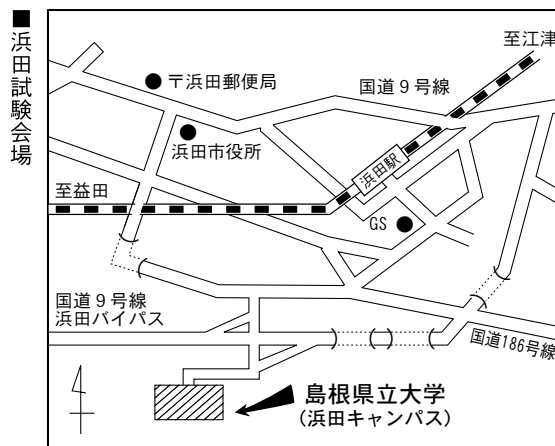 ■浜田試験会場
至江津
国道９号線
〒浜田郵便局
浜田市役所
浜田駅
至益田
GS
国道９号線
浜田バイパス
国道186号線
島根県立大学
（浜田キャンパス）